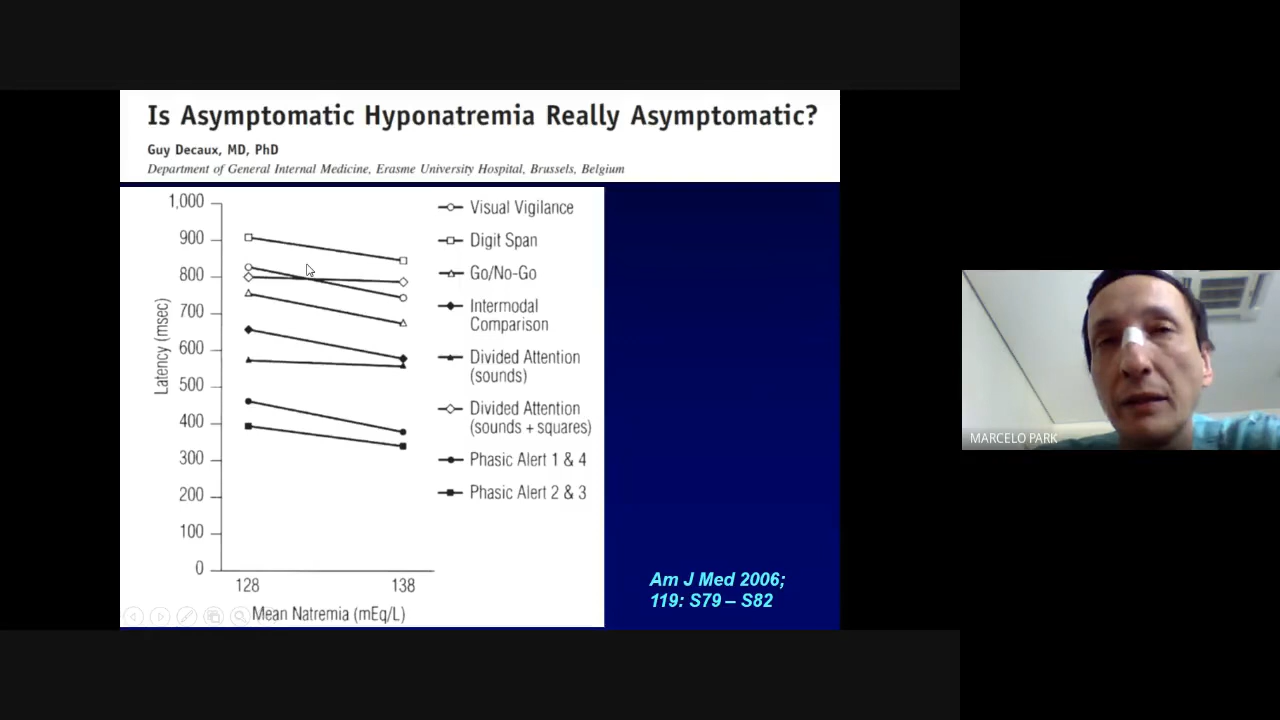 Is Asymptomatic Hyponatremia Really Asymptomatic?
Guy Decaux, MD, PhD
Department of General Internal Medicine, Erasme University Hospital, Brussels, Belgium
1,000
900
800
700
600
500
400
300
200
100
0
Latency (msec)
128
138
Mean Natremia (mEq/L)
Visual Vigilance
Digit Span
Go/No-Go
Intermodal
Comparison
Divided Attention
(sounds)
Divided Attention
(sounds + squares)
Phasic Alert 1 & 4
Phasic Alert 2 & 3
Am J Med 2006;
119: S79 – S82
MARCELO PARK